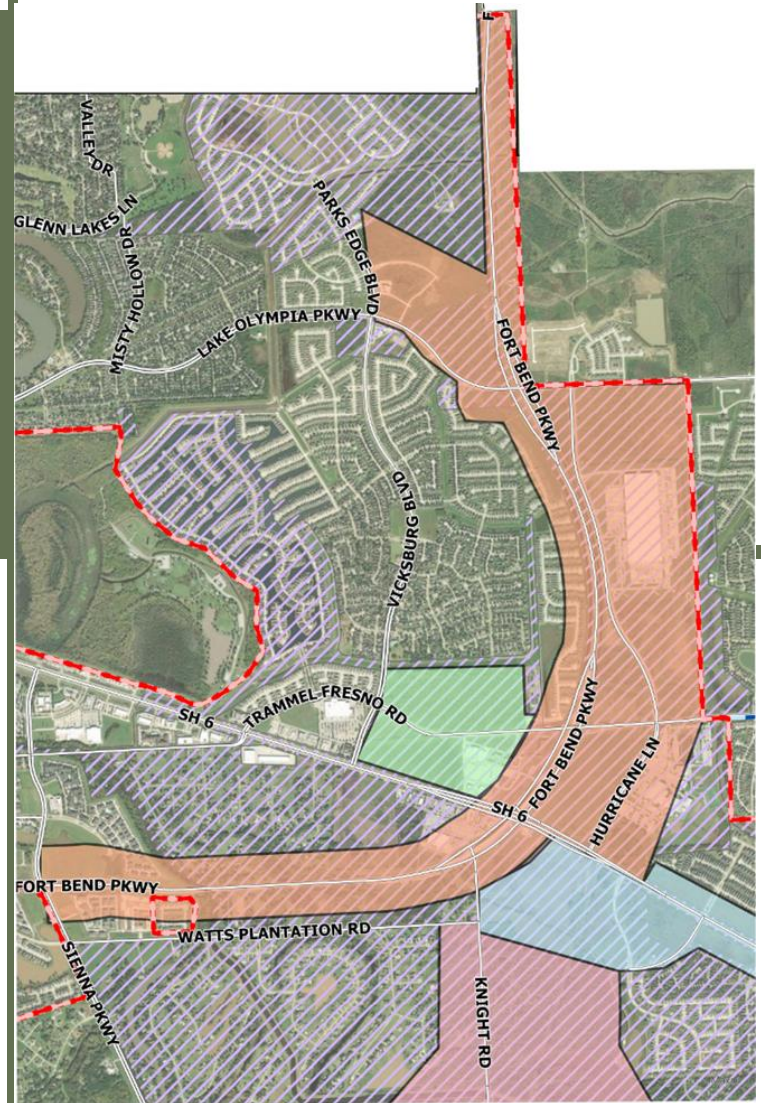 F
VALLEY DR
PARKS EDGE BLVD
GLENN LAKES LN
MISTY HOLLOW DR
LAKE OLYMPIA PKWY
FORT BEND PKWY
VICKSBURG BLVD
TRAMMEL FRESNO RD
SH 6
FORT BEND PKWY
HURRICANE LN
SH 6
FORT BEND PKWY
WATTS PLANTATION RD
SIENNA PKWY
KNIGHT RD